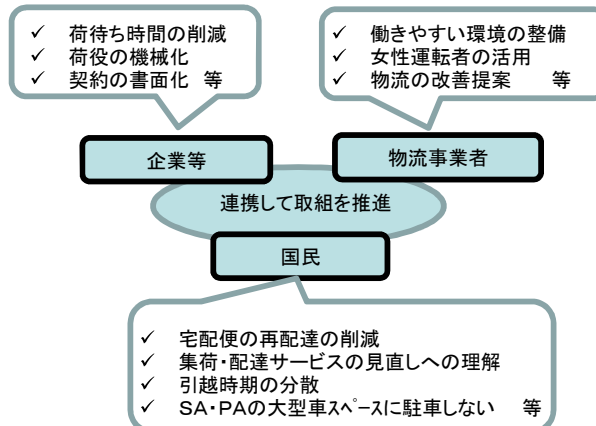 ✓ 荷待ち時間の削減
✓ 荷役の機械化
✓ 契約の書面化 等
✓ 働きやすい環境の整備
✓ 女性運転者の活用
✓ 物流の改善提案 等
企業等
物流事業者
連携して取組を推進
国民
✓ 宅配便の再配達の削減
✓ 集荷・配達サービスの見直しへの理解
✓ 引越時期の分散
✓ SA・PAの大型車スペースに駐車しない 等